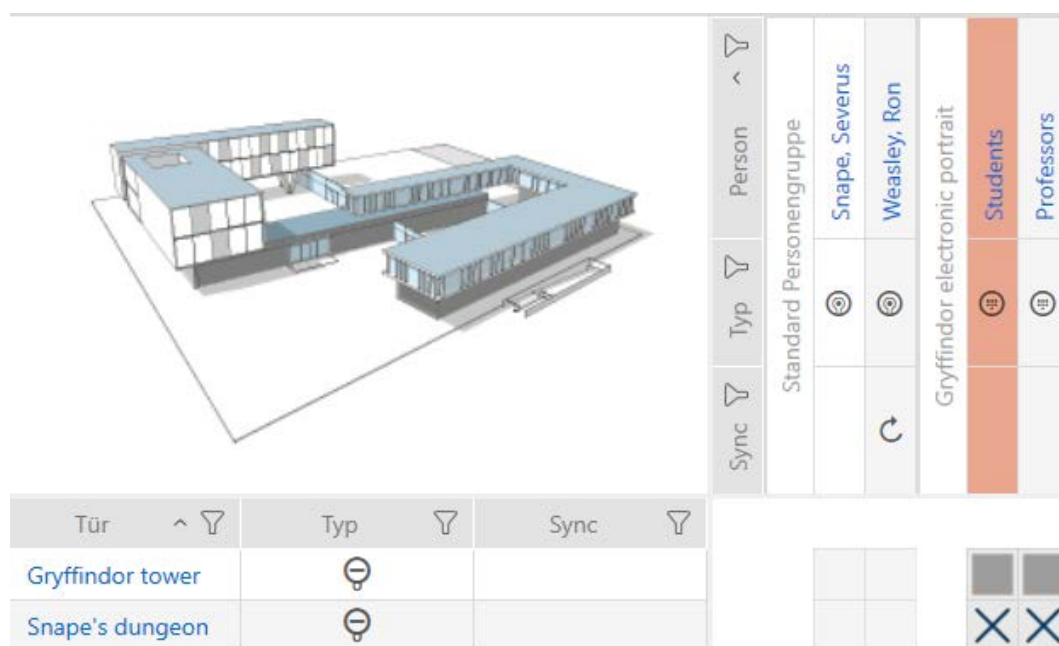 Person
Typ
Sync
Standard Personengruppe
Snape, Severus
Weasley, Ron
Gryffindor electronic portrait
Students
Professors
Tür
Typ
Sync
Gryffindor tower
Snape's dungeon